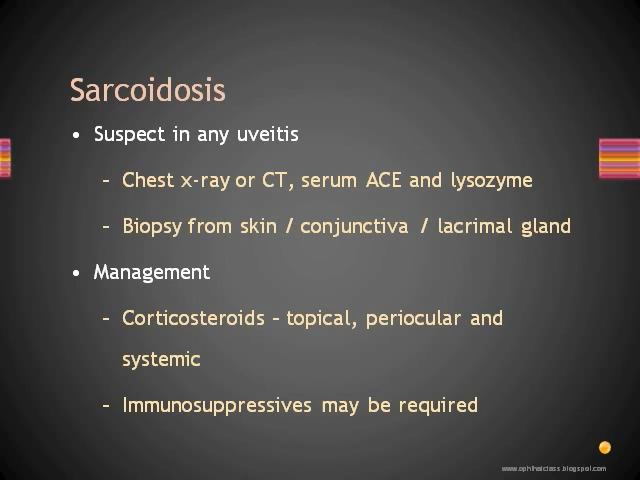 Sarcoidosis
• Suspect in any uveitis
– Chest x-ray or CT, serum ACE and lysozyme
– Biopsy from skin / conjunctiva / lacrimal gland
• Management
– Corticosteroids – topical, periocular and
systemic
– Immunosuppressives may be required
www.ophthalclass.blogspot.com